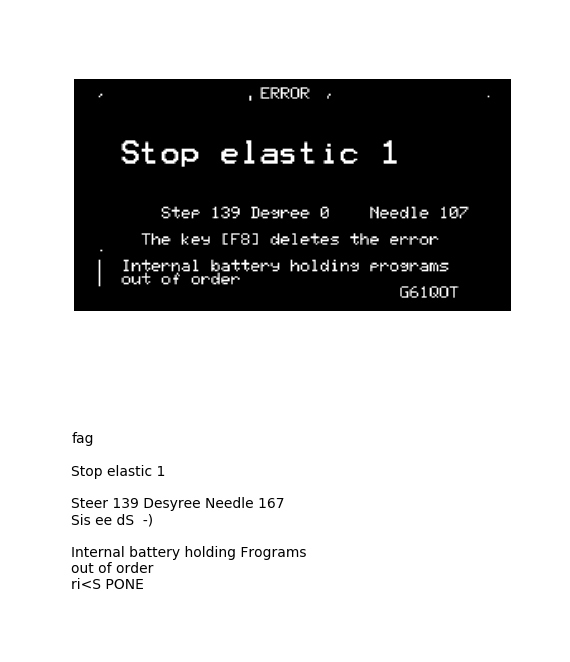 ERROR
Stop elastic 1
Step 139 Degree 0 Needle 107
The key [F8] deletes the error
Internal battery holding programs
out of order
G61Q0T
fag
Stop elastic 1
Steer 139 Desyree Needle 167
Sis ee dS -)
Internal battery holding Frograms
out of order
ri<S PONE